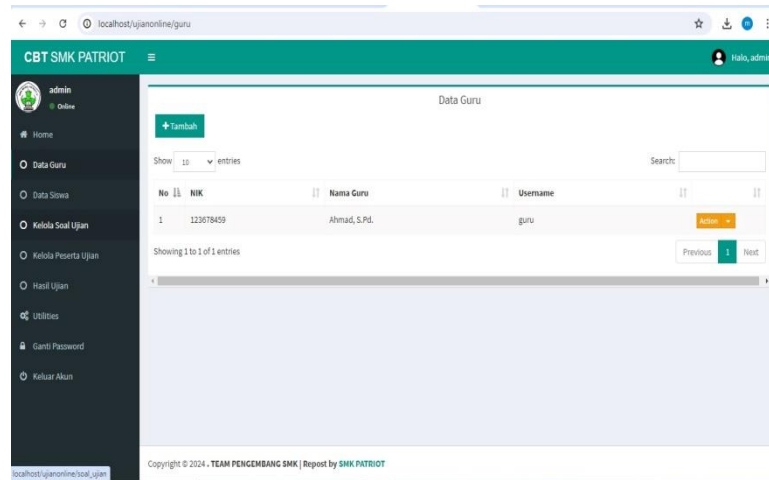 localhost/ujianonline/guru
m
CBT SMK PATRIOT
Halo, admin
admin
Online
Home
Data Guru
Data Siswa
Kelola Soal Ujian
Kelola Peserta Ujian
Hasil Ujian
Utilities
Ganti Password
Keluar Akun
Data Guru
+Tambah
Show 10 entries
Search:
No NIK Nama Guru Username
1 123678459 Ahmad, S.Pd. guru Action
Showing 1 to 1 of 1 entries
Previous 1 Next
Copyright © 2024 . TEAM PENGEMBANG SMK | Repost by SMK PATRIOT
localhost/ujianonline/soal_ujian